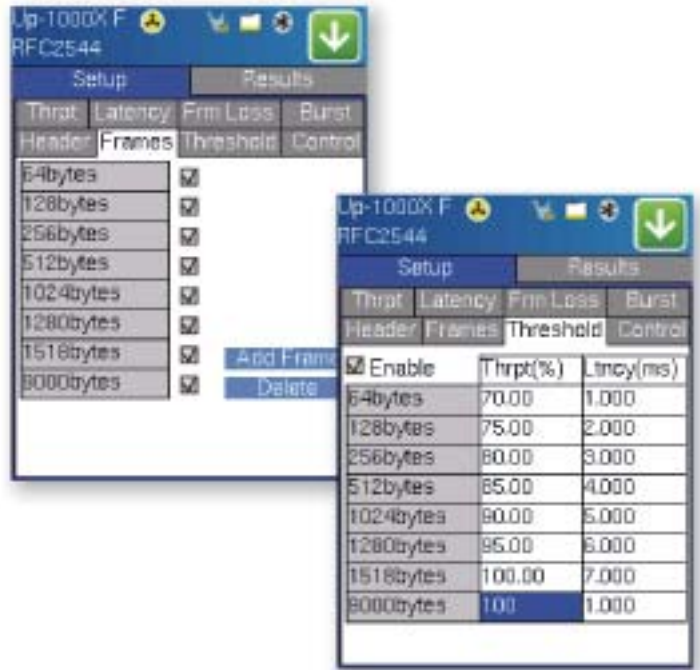 Up-1000X F
RFC2544
Setup Results
Thrpt Latency Frm Loss Burst
Header Frames Threshold Control
64bytes
128bytes
256bytes
512bytes
1024bytes
1280bytes
1518bytes Add Frame
9000bytes Delete
Up-1000X F
RFC2544
Setup Results
Thrpt Latency Frm Loss Burst
Header Frames Threshold Control
Enable Thrpt(%) Ltncy(ms)
64bytes 70.00 1.000
128bytes 75.00 2.000
256bytes 80.00 3.000
512bytes 85.00 4.000
1024bytes 90.00 5.000
1280bytes 95.00 6.000
1518bytes 100.00 7.000
9000bytes 100 1.000